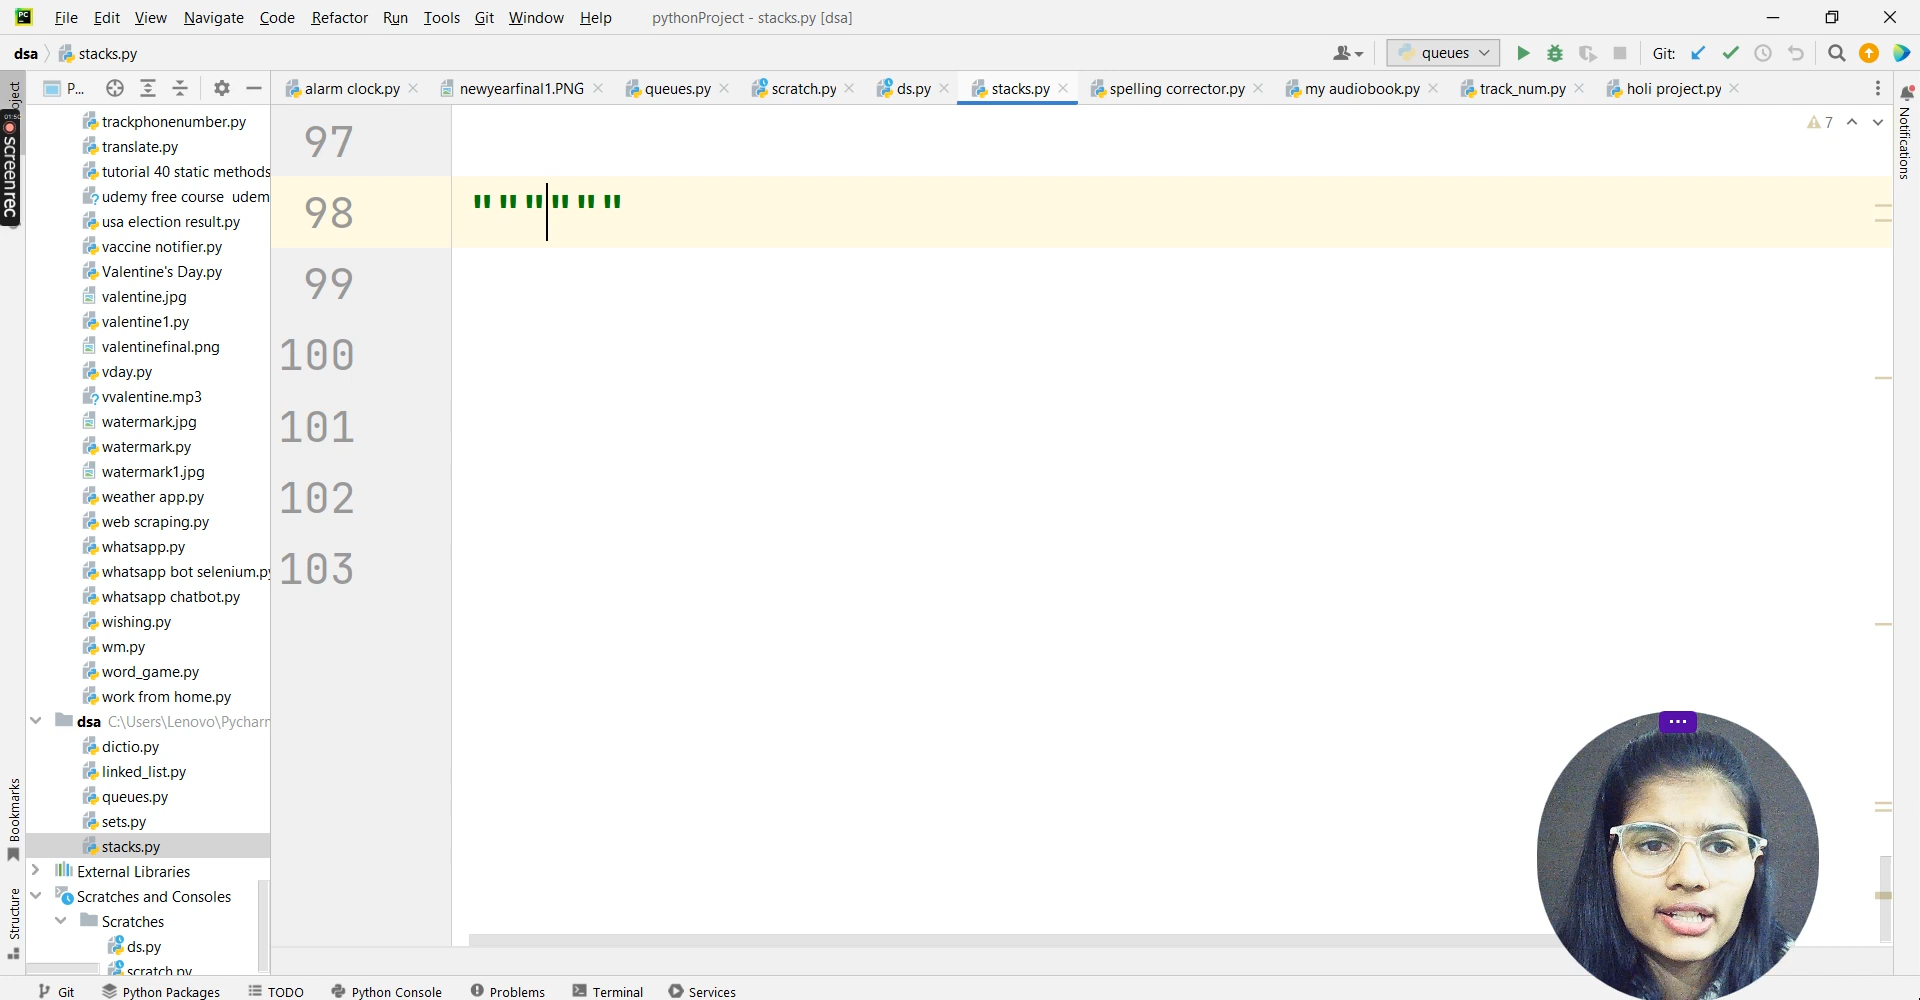 PC File Edit View Navigate Code Refactor Run Tools Git Window Help pythonProject - stacks.py [dsa]
dsa stacks.py queues Git:
P... alarm clock.py newyearfinal1.PNG queues.py scratch.py ds.py stacks.py spelling corrector.py my audiobook.py track_num.py holi project.py
Project
screenrec
Bookmarks
Structure
Notifications
trackphonenumber.py
translate.py
tutorial 40 static methods
udemy free course udem
usa election result.py
vaccine notifier.py
Valentine's Day.py
valentine.jpg
valentine1.py
valentinefinal.png
vday.py
vvalentine.mp3
watermark.jpg
watermark.py
watermark1.jpg
weather app.py
web scraping.py
whatsapp.py
whatsapp bot selenium.py
whatsapp chatbot.py
wishing.py
wm.py
word_game.py
work from home.py
dsa C:\Users\Lenovo\Pycharm
dictio.py
linked_list.py
queues.py
sets.py
stacks.py
External Libraries
Scratches and Consoles
Scratches
ds.py
scratch.py
97
98 """"""
99
100
101
102
103
7
...
Git Python Packages TODO Python Console Problems Terminal Services